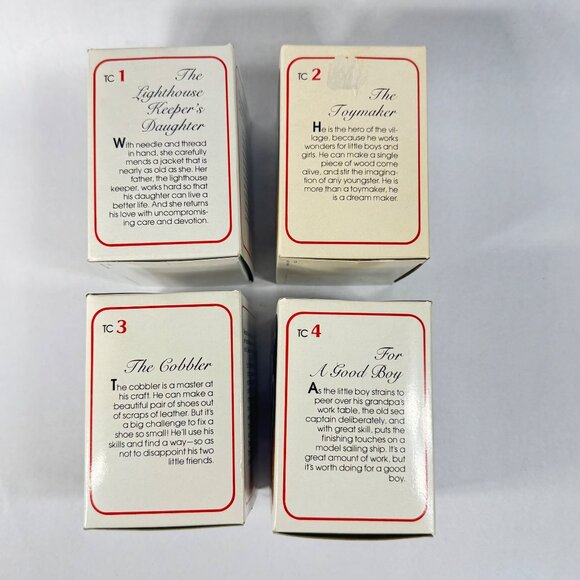 TC 1
The
Lighthouse
Keeper's
Daughter
With needle and thread
in hand, she carefully
mends a jacket that is
nearly as old as she. Her
father, the lighthouse
keeper, works hard so that
his daughter can live a
better life. And she returns
his love with uncompromis-
ing care and devotion.
TC 2
The
Toymaker
He is the hero of the vil-
lage, because he works
wonders for little boys and
girls. He can make a single
piece of wood come
alive, and stir the imagina-
tion of any youngster. He is
more than a toymaker, he
is a dream maker.
TC 3
The Cobbler
The cobbler is a master at
his craft. He can make a
beautiful pair of shoes out
of scraps of leather. But it's
a big challenge to fix a
shoe so small! He'll use his
skills and find a way—so as
not to disappoint his two
little friends.
TC 4
For
A Good Boy
As the little boy strains to
peer over his grandpa's
work table, the old sea
captain deliberately, and
with great skill, puts the
finishing touches on a
model sailing ship. It's a
great amount of work, but
it's worth doing for a good
boy.